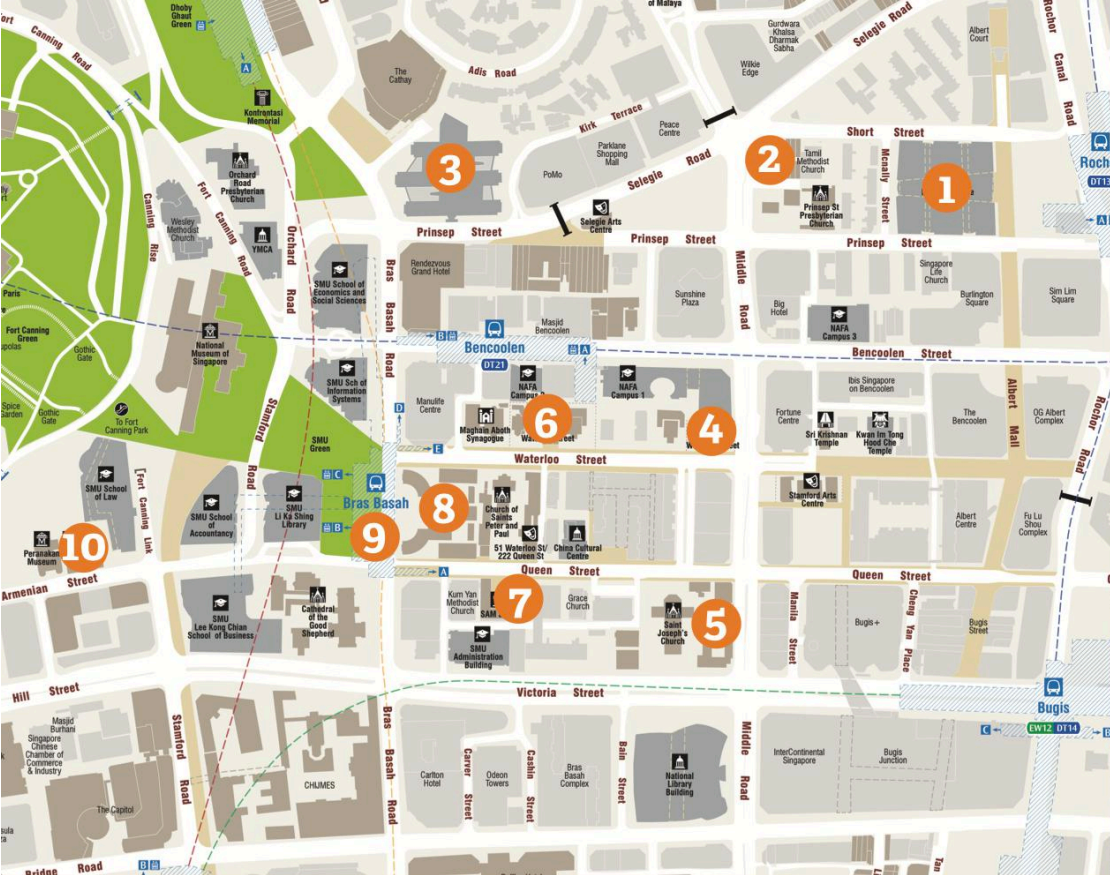 Dhoby
Ghaut
Green
A
Canning Road
The
Cathay
Adis Road
of Malaya
Gurdwara
Khalsa
Dharmak
Sabha
Selegie Road
Wilkie
Edge
Albert
Court
Rochor
Canal
Road
Konfrontasi
Memorial
Kirk Terrace
Peace
Centre
Parklane
Shopping
Mall
PoMo
Selegie Road
3
2
Tamil
Methodist
Church
Short Street
Mcnally
Street
1
Roch
DT13
A
Orchard
Road
Presbyterian
Church
Canning Rise
Fort Canning Road
Wesley
Methodist
Church
YMCA
Orchard
Road
Selegie Arts
Centre
Prinsep St
Presbyterian
Church
Prinsep Street
Prinsep Street
Prinsep Street
SMU School of
Economics and
Social Sciences
Bras
Basah
Road
Rendezvous
Grand Hotel
Sunshine
Plaza
Middle
Road
Big
Hotel
Singapore
Life
Church
Burlington
Square
Sim Lim
Square
NAFA
Campus 3
Paris
Fort Canning
Green
Gothic
Gate
National
Museum of
Singapore
Masjid
Bencoolen
B
Bencoolen
DT21
A
Bencoolen Street
SMU Sch of
Information
Systems
Spice
Garden
Gothic
Gate
To Fort
Canning Park
Stamford
Road
SMU
Green
Manulife
Centre
D
NAFA
Campus
NAFA
Campus 1
Maghain Aboth
Synagogue
6
4
Fortune
Centre
Ibis Singapore
on Bencoolen
Sri Krishnan
Temple
Kwan Im Tong
Hood Che
Temple
The
Bencoolen
Albert
Mall
OG Albert
Complex
Rochor
Road
E
Waterloo Street
SMU School
of Law
Fort Canning
Link
SMU School
of
Accountancy
SMU
Li Ka Shing
Library
C
Bras Basah
B
9
8
Church of
Saints
Peter and
Paul
51 Waterloo St/
222 Queen St
China Cultural
Centre
Stamford Arts
Centre
Albert
Centre
Fu Lu
Shou
Complex
Peranakan
Museum
10
Armenian Street
A
Queen Street
Queen Street
SMU
Lee Kong Chian
School of Business
Cathedral
of the
Good
Shepherd
Kum Yan
Methodist
Church
SAM
7
Grace
Church
Saint
Joseph's
Church
5
SMU
Administration
Building
Manila
Street
Bugis+
Cheng Yan
Place
Bugis
Street
Hill Street
Victoria Street
Bugis
EW12 DT14
C
Masjid
Burhani
Singapore
Chinese
Chamber of
Commerce
& Industry
Stamford
Road
The Capitol
CHIJMES
Bras
Basah
Road
Carlton
Hotel
Carver
Street
Odeon
Towers
Cashin
Street
Bras
Basah
Complex
Bain
Street
National
Library
Building
Middle
Road
InterContinental
Singapore
Bugis
Junction
Bridge Road
B
Tan